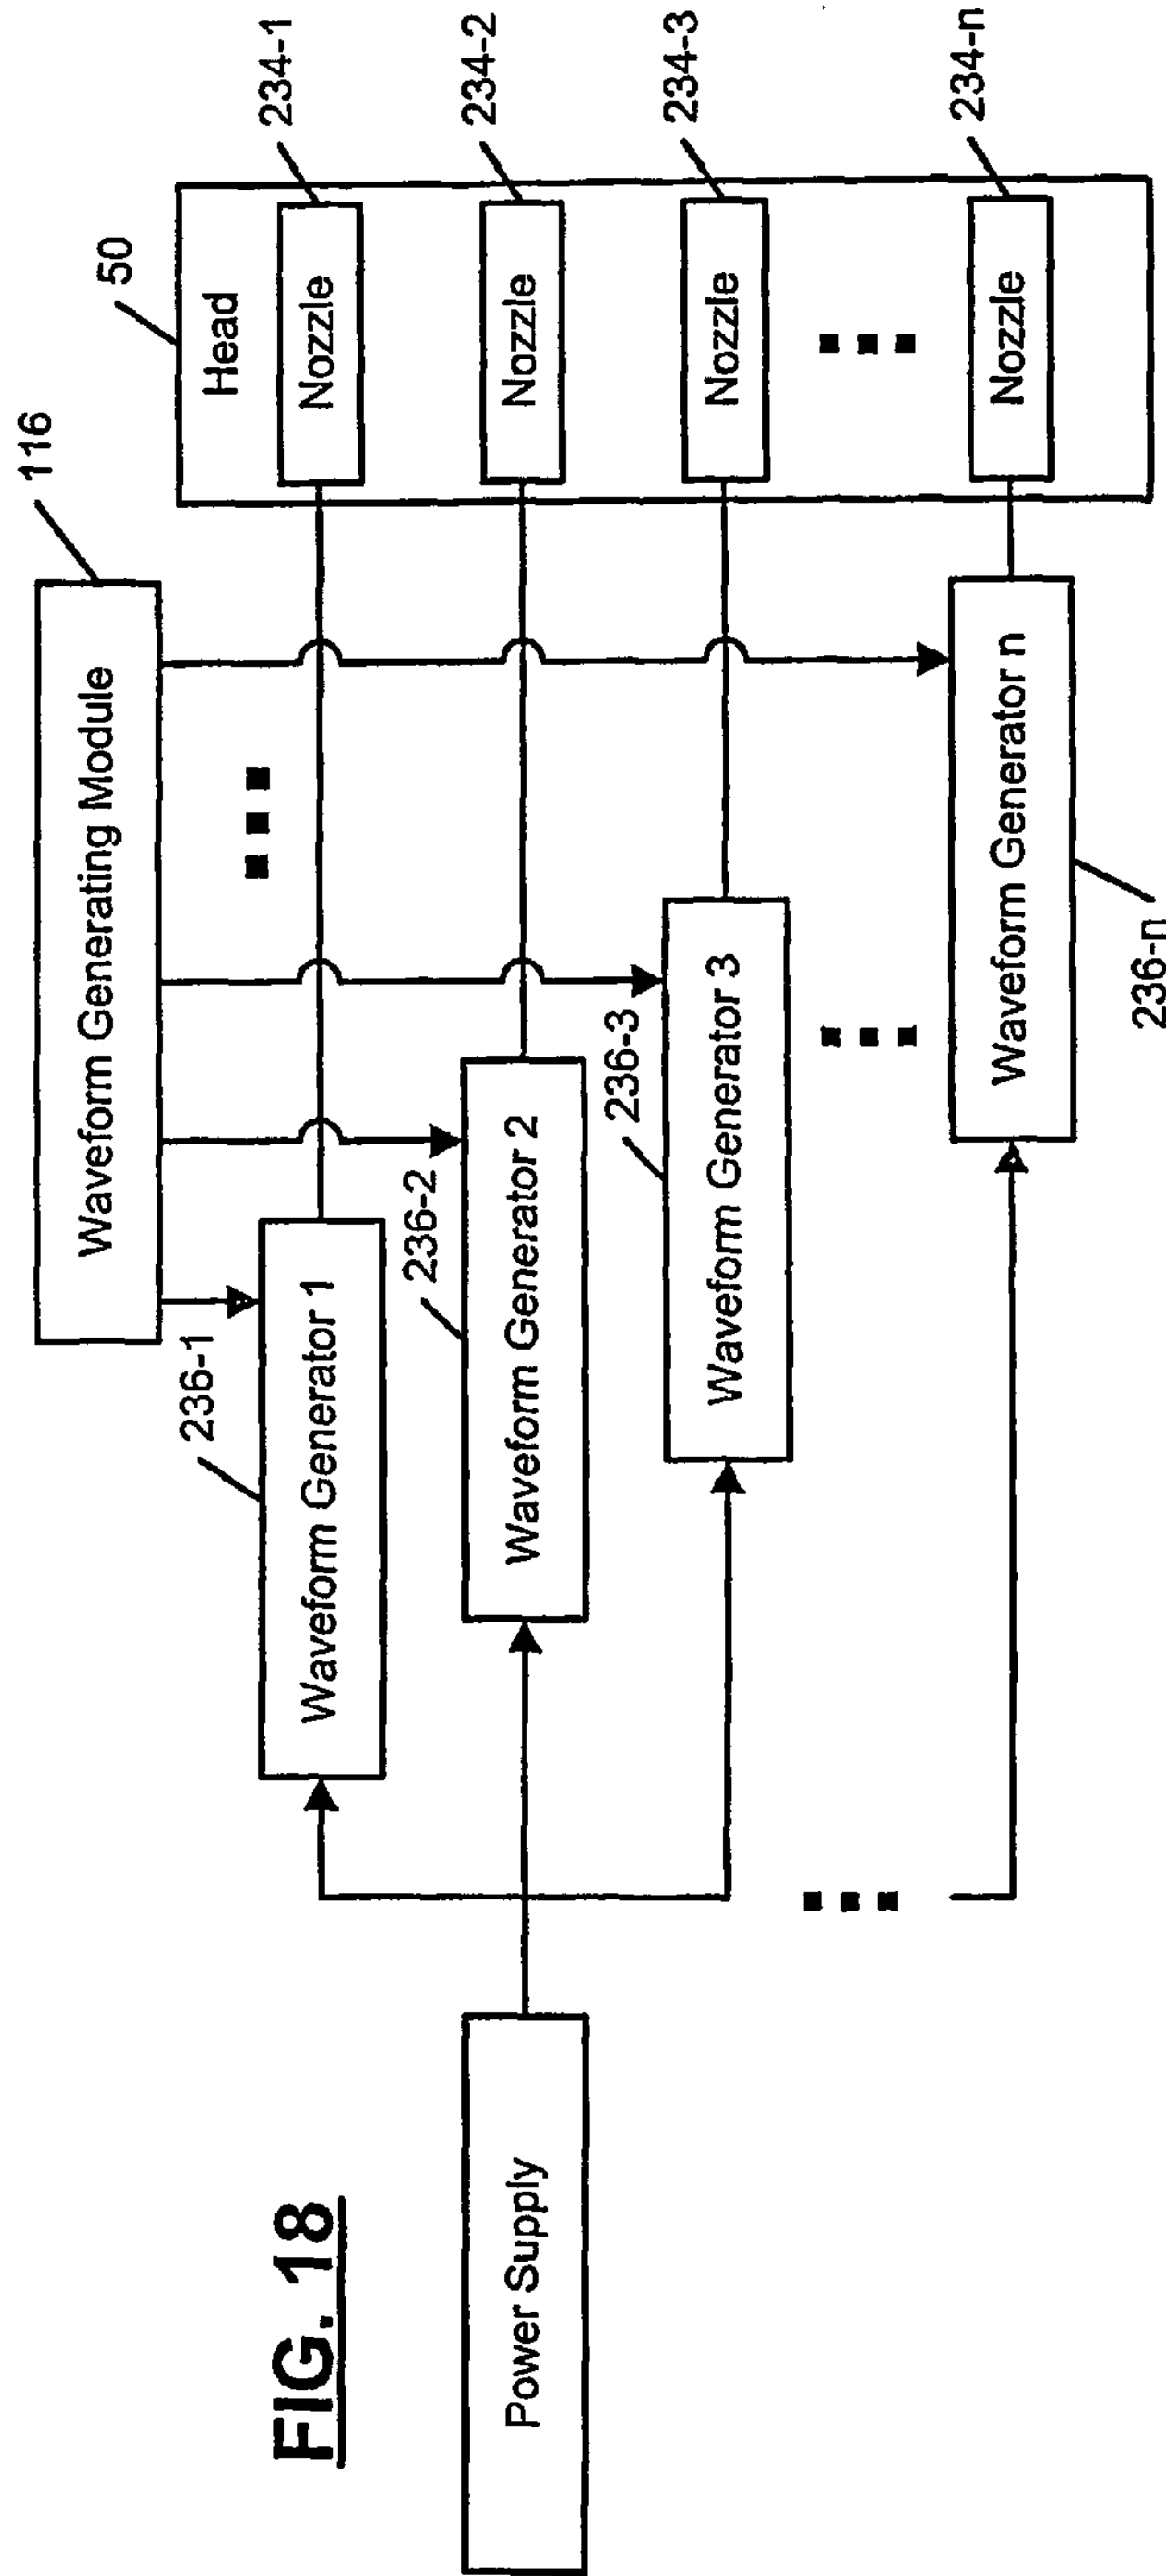 116
Waveform Generating Module
50
Head
236-1
Waveform Generator 1
Nozzle
234-1
236-2
Waveform Generator 2
Nozzle
234-2
Power Supply
236-3
Waveform Generator 3
Nozzle
234-3
Waveform Generator n
236-n
Nozzle
234-n
FIG. 18